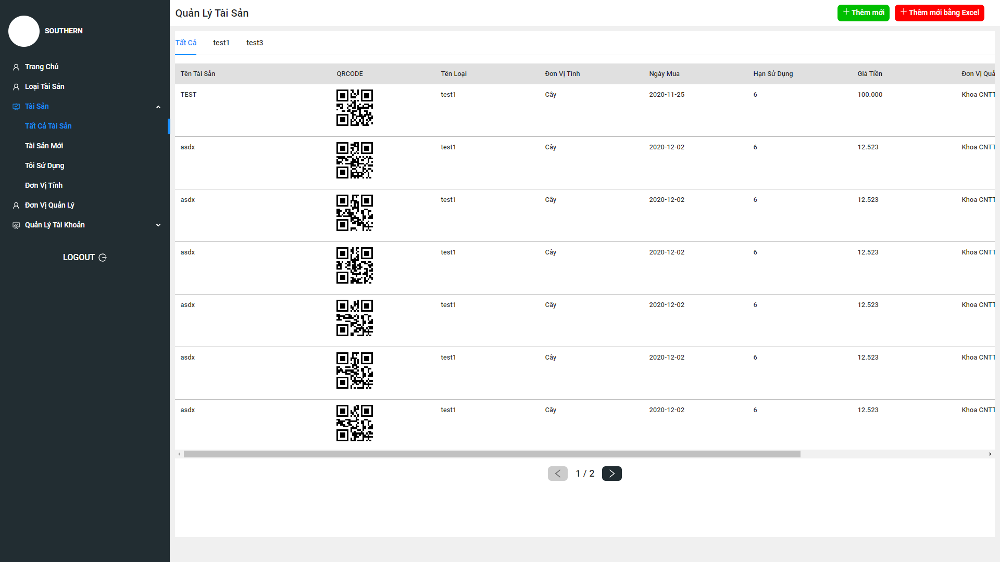 SOUTHERN
Trang Chủ
Loại Tài Sản
Tài Sản
Tất Cả Tài Sản
Tài Sản Mới
Tôi Sử Dụng
Đơn Vị Tính
Đơn Vị Quản Lý
Quản Lý Tài Khoản
LOGOUT
Quản Lý Tài Sản
Thêm mới Thêm mới bằng Excel
Tất Cả test1 test3
Tên Tài Sản QRCODE Tên Loại Đơn Vị Tính Ngày Mua Hạn Sử Dụng Giá Tiền Đơn Vị
TEST test1 Cây 2020-11-25 6 100.000 Khoa CNTT
asdx test1 Cây 2020-12-02 6 12.523 Khoa CNTT
asdx test1 Cây 2020-12-02 6 12.523 Khoa CNTT
asdx test1 Cây 2020-12-02 6 12.523 Khoa CNTT
asdx test1 Cây 2020-12-02 6 12.523 Khoa CNTT
asdx test1 Cây 2020-12-02 6 12.523 Khoa CNTT
asdx test1 Cây 2020-12-02 6 12.523 Khoa CNTT
1 / 2